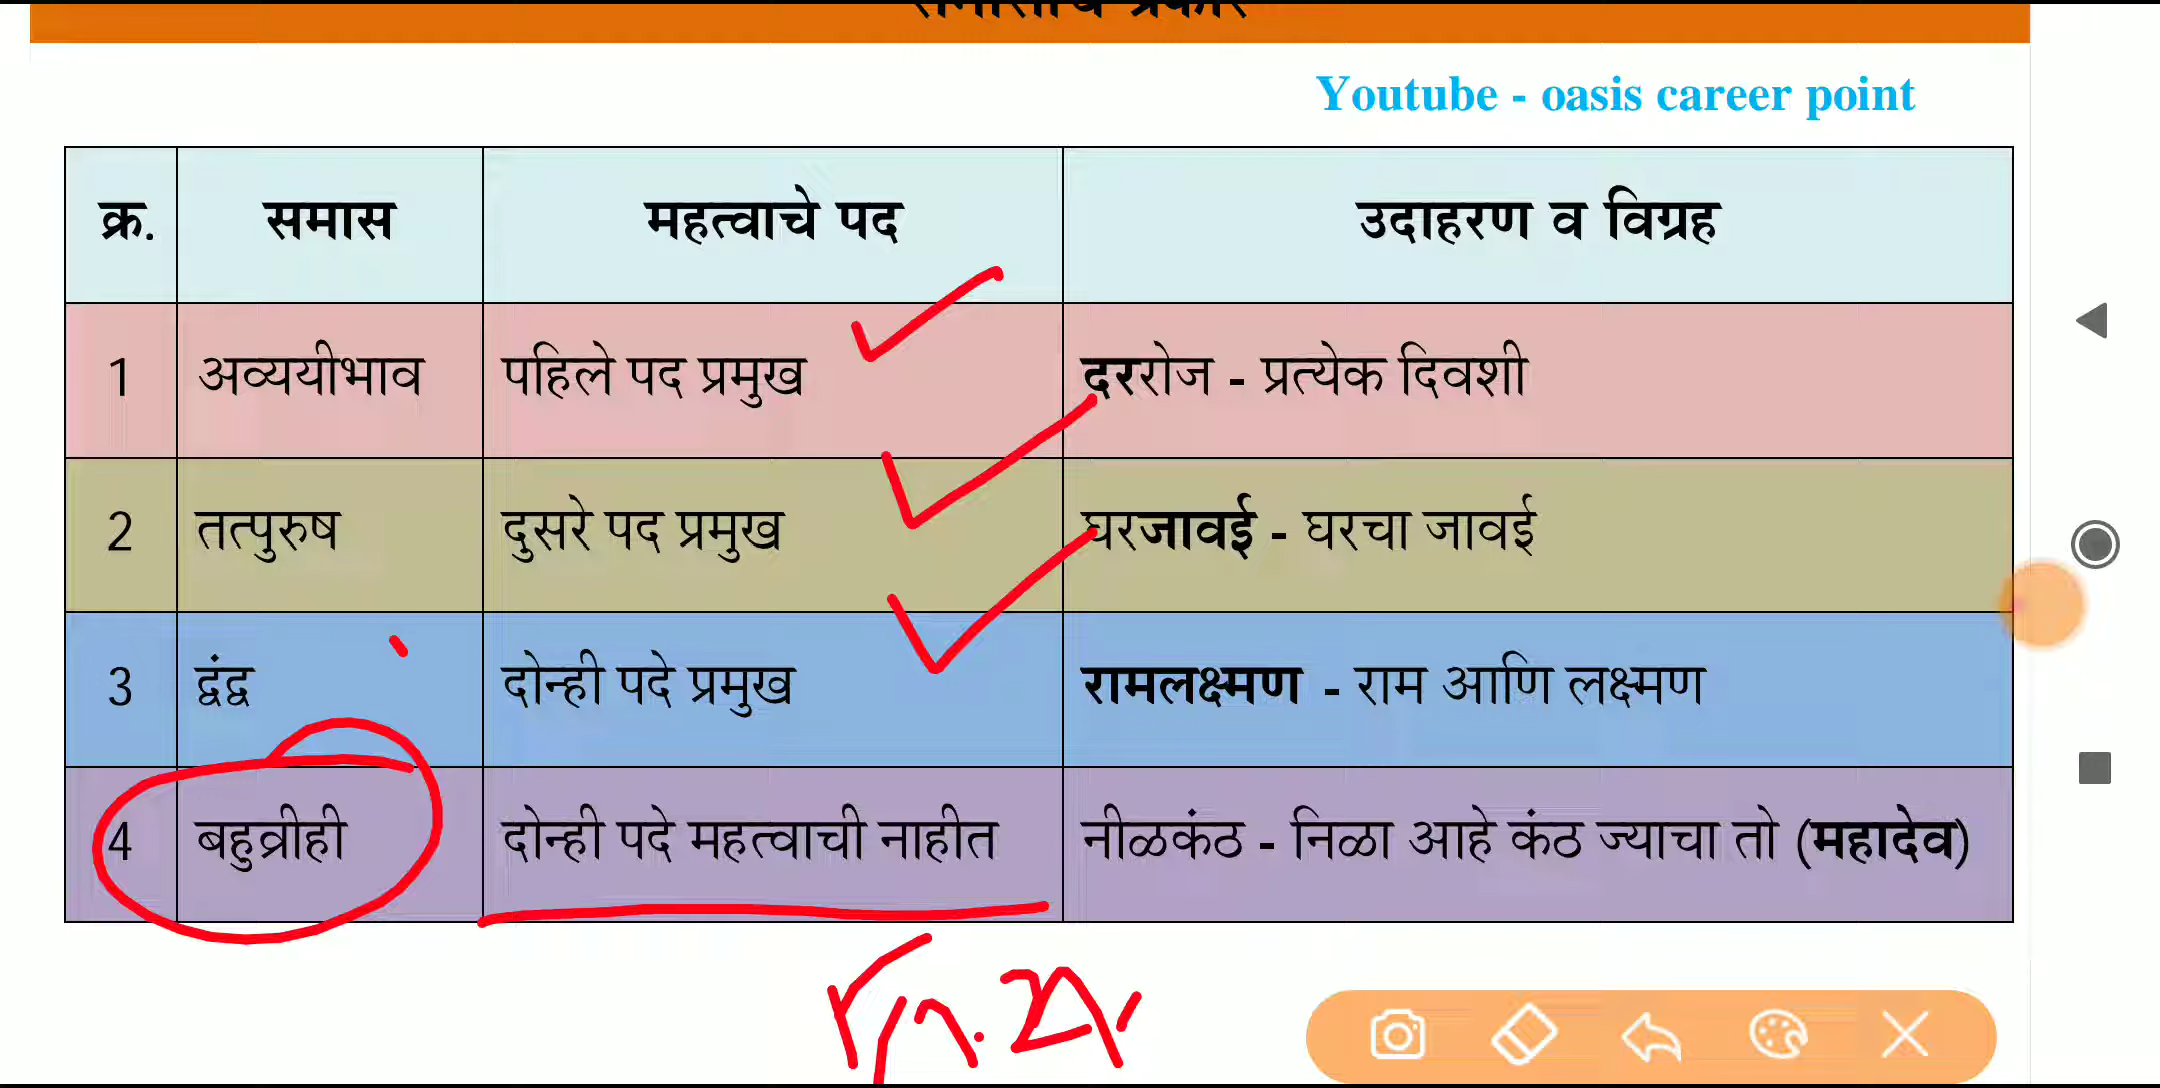 समासाचे प्रकार
Youtube - oasis career point
क्र. समास महत्वाचे पद उदाहरण व विग्रह
1 अव्ययीभाव पहिले पद प्रमुख दररोज - प्रत्येक दिवशी
2 तत्पुरुष दुसरे पद प्रमुख घरजावई - घरचा जावई
3 द्वंद्व दोन्ही पदे प्रमुख रामलक्ष्मण - राम आणि लक्ष्मण
4 बहुव्रीही दोन्ही पदे महत्वाची नाहीत नीळकंठ - निळा आहे कंठ ज्याचा तो (महादेव)